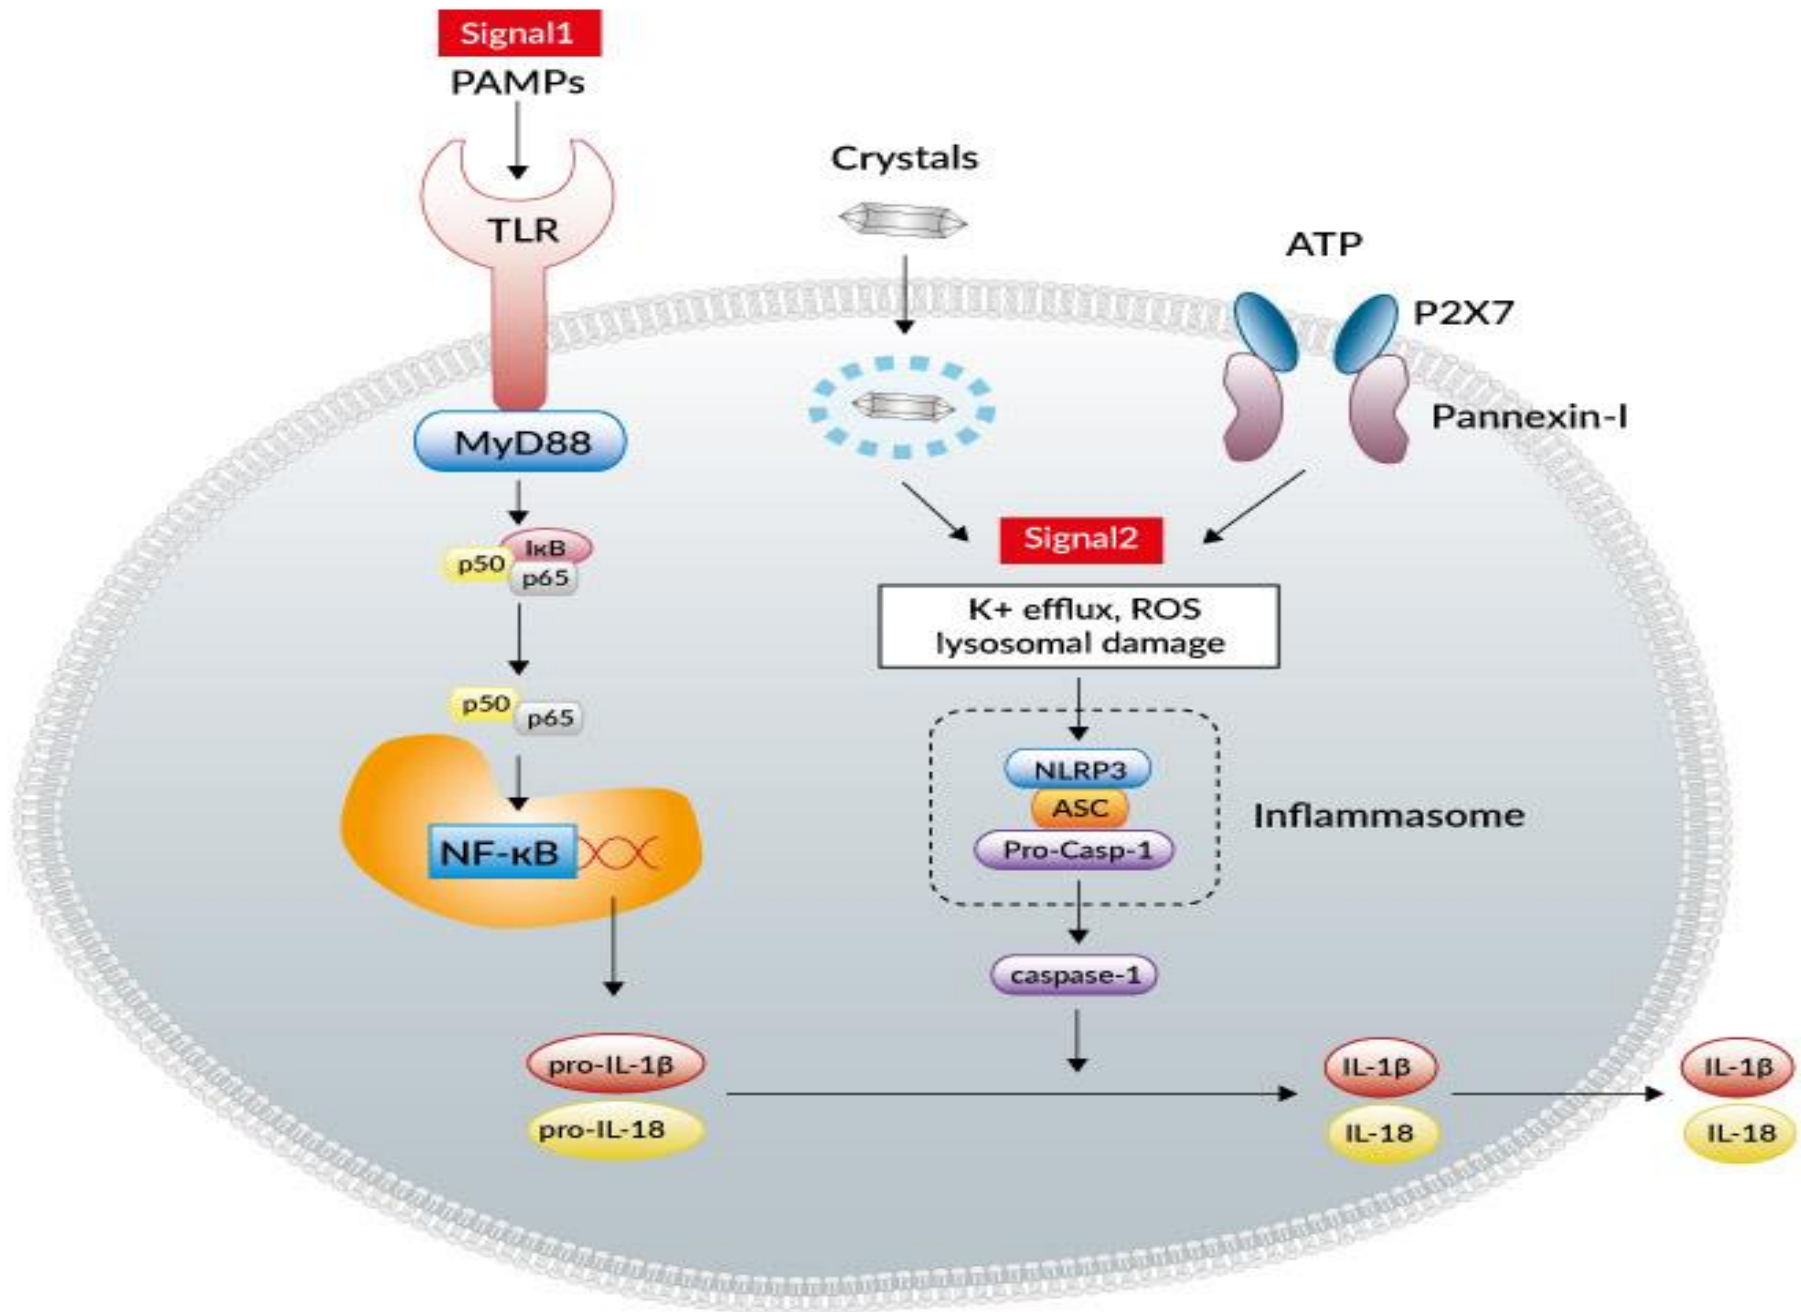 Signal1
PAMPs
TLR
MyD88
IκB
p50
p65
p50
p65
NF-κB
pro-IL-1β
pro-IL-18
Crystals
ATP
P2X7
Pannexin-I
Signal2
K+ efflux, ROS
lysosomal damage
NLRP3
ASC
Pro-Casp-1
Inflammasome
caspase-1
IL-1β
IL-18
IL-1β
IL-18